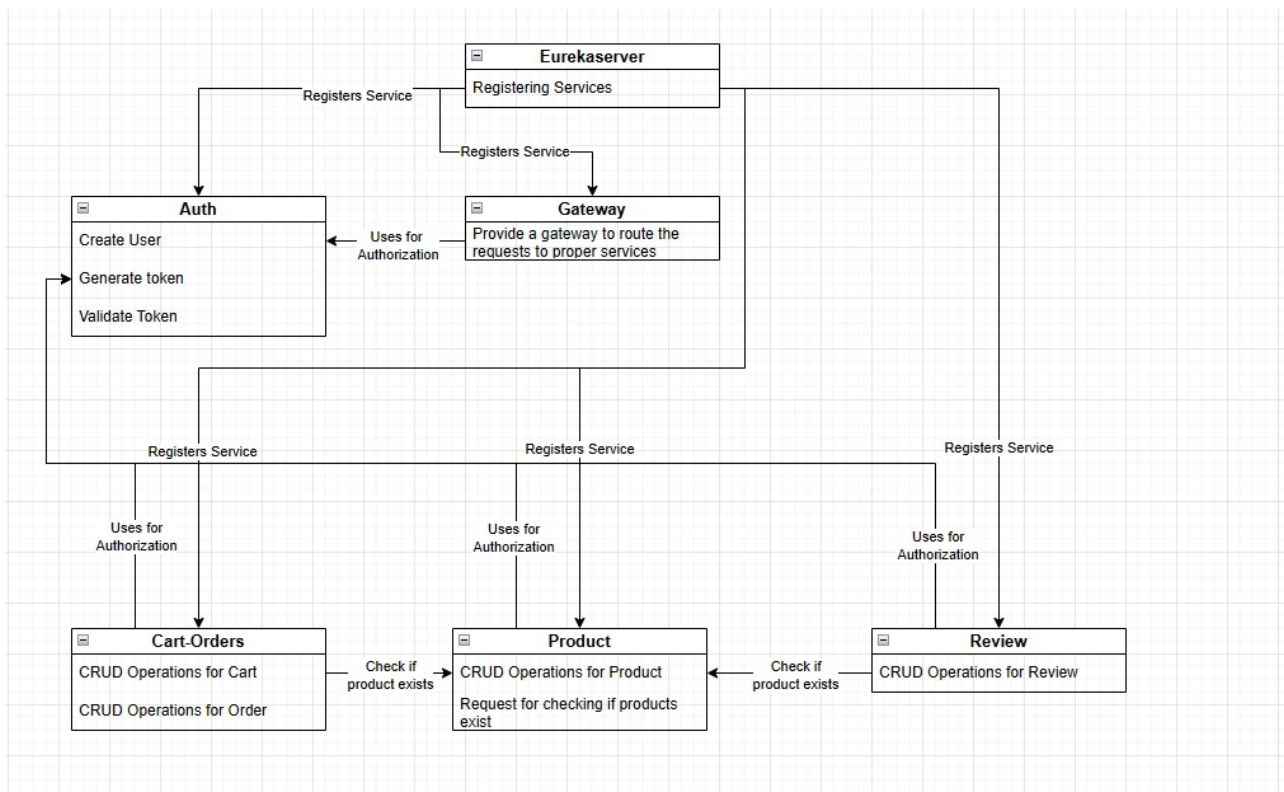 Eurekaserver
Registering Services
Registers Service
Registers Service
Auth
Create User
Generate token
Validate Token
Uses for
Authorization
Gateway
Provide a gateway to route the
requests to proper services
Registers Service
Registers Service
Registers Service
Uses for
Authorization
Uses for
Authorization
Uses for
Authorization
Cart-Orders
CRUD Operations for Cart
CRUD Operations for Order
Check if
product exists
Product
CRUD Operations for Product
Request for checking if products
exist
Check if
product exists
Review
CRUD Operations for Review